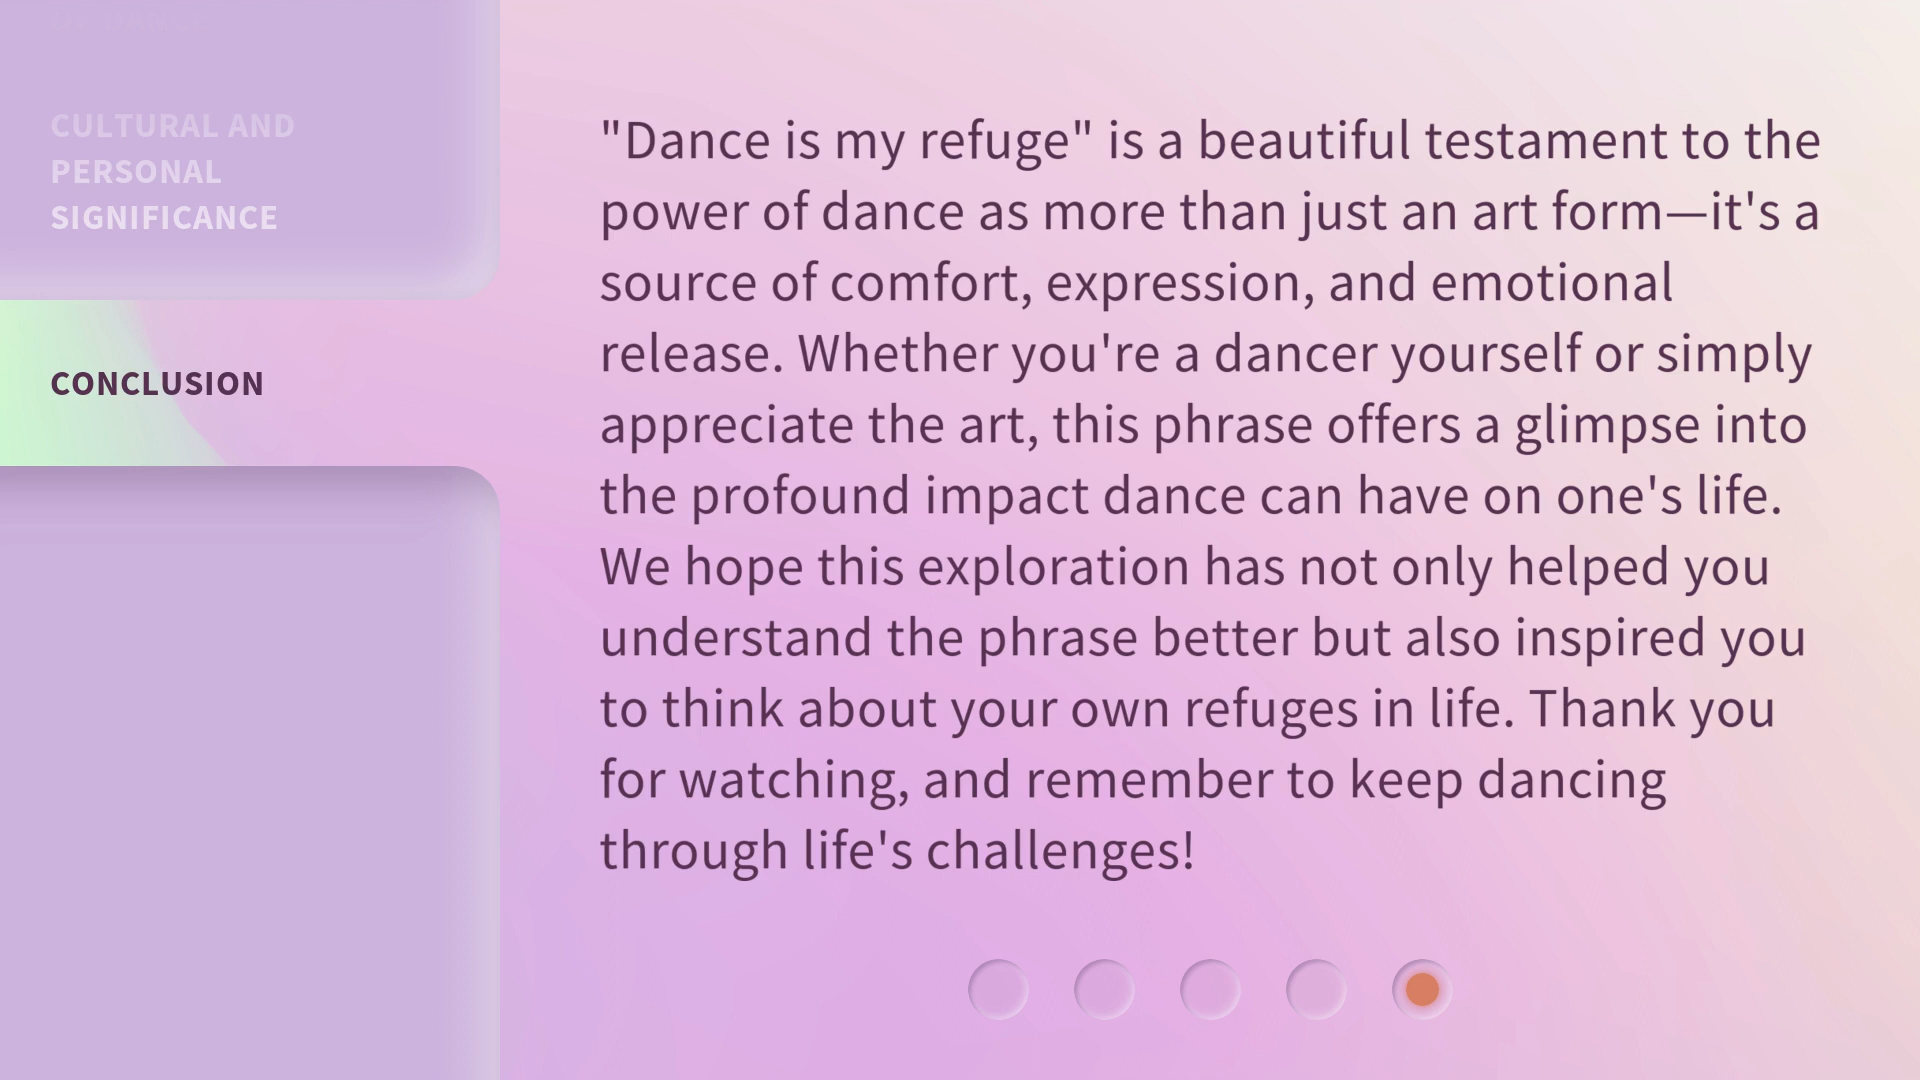 CULTURAL AND
PERSONAL
SIGNIFICANCE
CONCLUSION
"Dance is my refuge" is a beautiful testament to the
power of dance as more than just an art form—it's a
source of comfort, expression, and emotional
release. Whether you're a dancer yourself or simply
appreciate the art, this phrase offers a glimpse into
the profound impact dance can have on one's life.
We hope this exploration has not only helped you
understand the phrase better but also inspired you
to think about your own refuges in life. Thank you
for watching, and remember to keep dancing
through life's challenges!